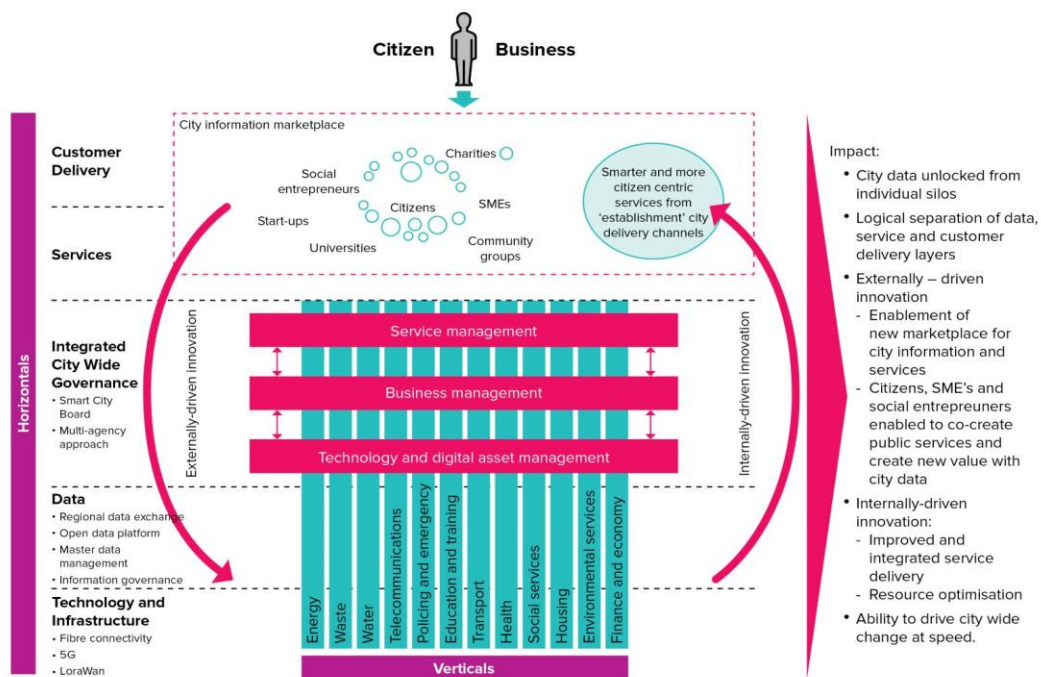 Citizen
Business
Horizontals
Customer
Delivery
Services
Integrated
City Wide
Governance
• Smart City
Board
• Multi-agency
approach
Data
• Regional data exchange
• Open data platform
• Master data
management
• Information governance
Technology and
Infrastructure
• Fibre connectivity
• 5G
• LoraWan
City information marketplace
Charities
Social
entrepreneurs
Citizens
SMEs
Start-ups
Universities
Community
groups
Smarter and more
citizen centric
services from
'establishment' city
delivery channels
Externally-driven innovation
Service management
Business management
Technology and digital asset management
Internally-driven innovation
Energy
Waste
Water
Telecommunications
Policing and emergency
Education and training
Transport
Health
Social services
Housing
Environmental services
Finance and economy
Verticals
Impact:
• City data unlocked from
individual silos
• Logical separation of data,
service and customer
delivery layers
• Externally – driven
innovation
- Enablement of
new marketplace for
city information and
services
- Citizens, SME's and
social entrepreuners
enabled to co-create
public services and
create new value with
city data
• Internally-driven
innovation:
- Improved and
integrated service
delivery
- Resource optimisation
• Ability to drive city wide
change at speed.